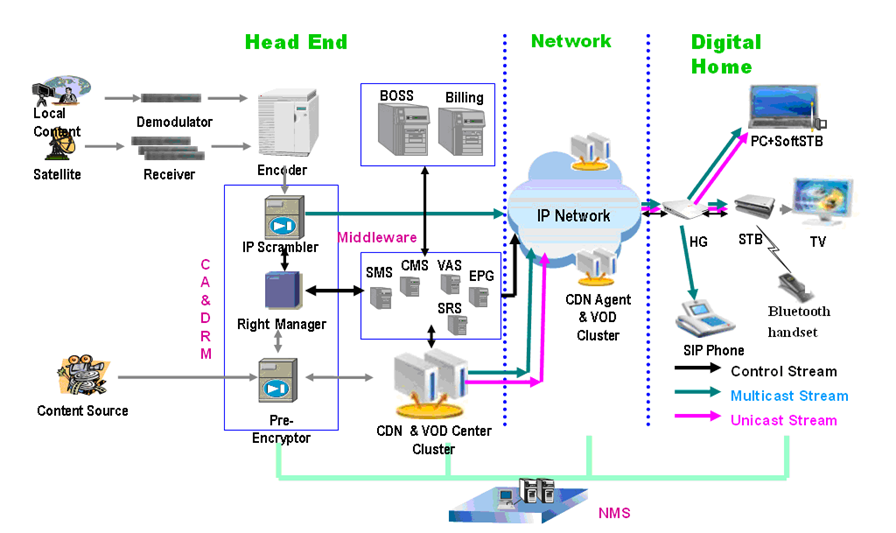 Head End
Network
Digital
Home
Local
Content
Demodulator
Satellite
Receiver
Encoder
BOSS
Billing
PC+SoftSTB
IP Scrambler
Middleware
IP Network
HG
STB
TV
CA&DRM
SMS
CMS
VAS
EPG
SRS
Right Manager
CDN Agent
& VOD
Cluster
Bluetooth
handset
SIP Phone
Content Source
Pre-
Encryptor
CDN & VOD Center
Cluster
Control Stream
Multicast Stream
Unicast Stream
NMS